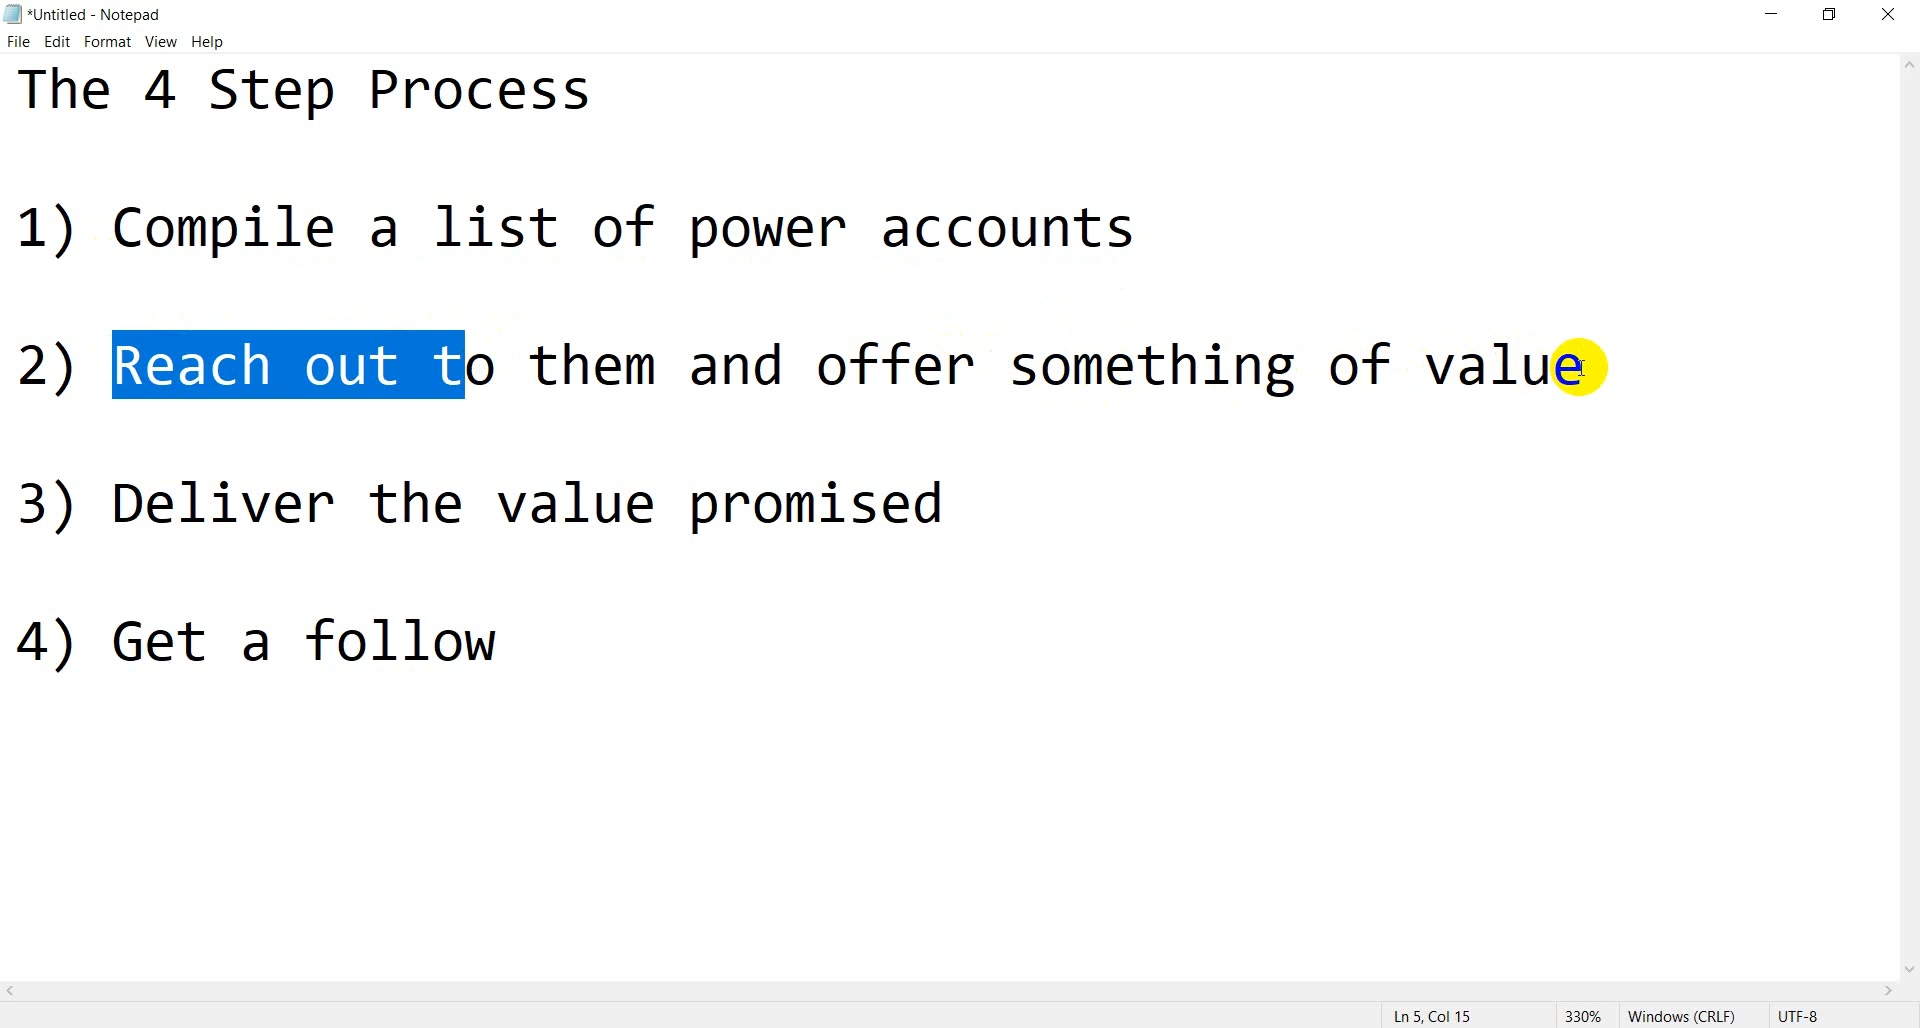 *Untitled - Notepad
File Edit Format View Help
The 4 Step Process
1) Compile a list of power accounts
2) Reach out to them and offer something of value
3) Deliver the value promised
4) Get a follow
Ln 5, Col 15 330% Windows (CRLF) UTF-8